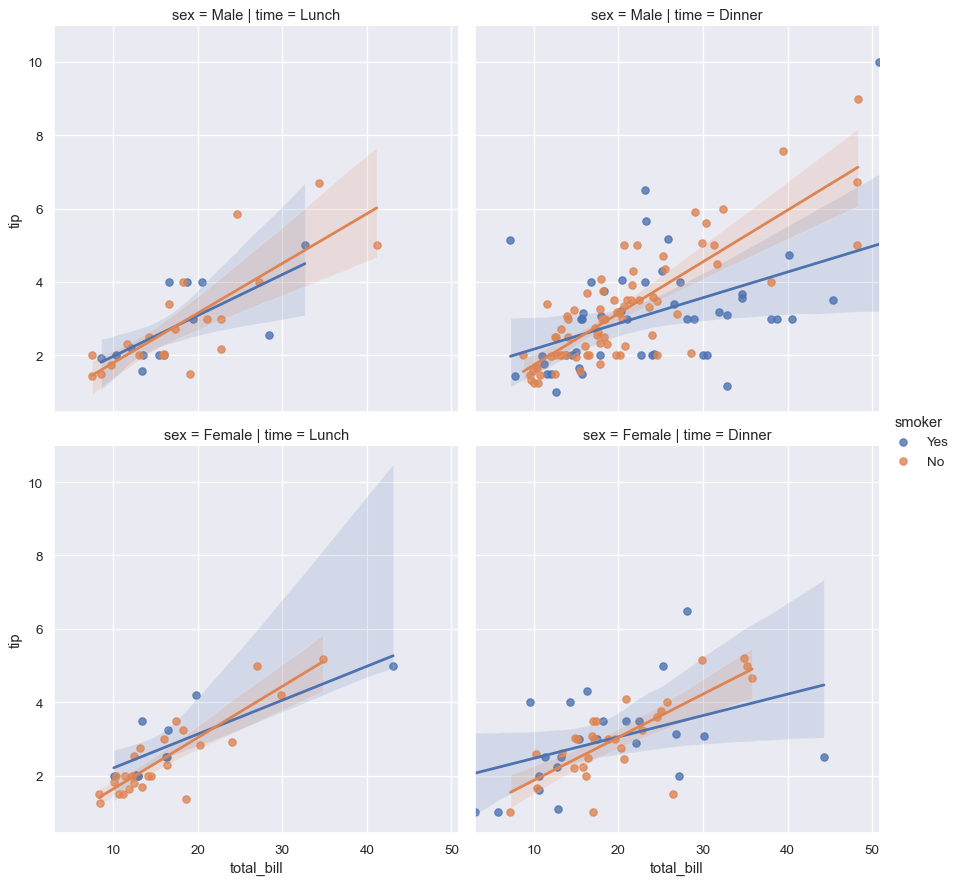 sex = Male | time = Lunch
sex = Male | time = Dinner
10
8
6
4
2
tip
sex = Female | time = Lunch
sex = Female | time = Dinner
smoker
Yes
No
10
8
6
4
2
tip
10 20 30 40 50
10 20 30 40 50
total_bill
total_bill